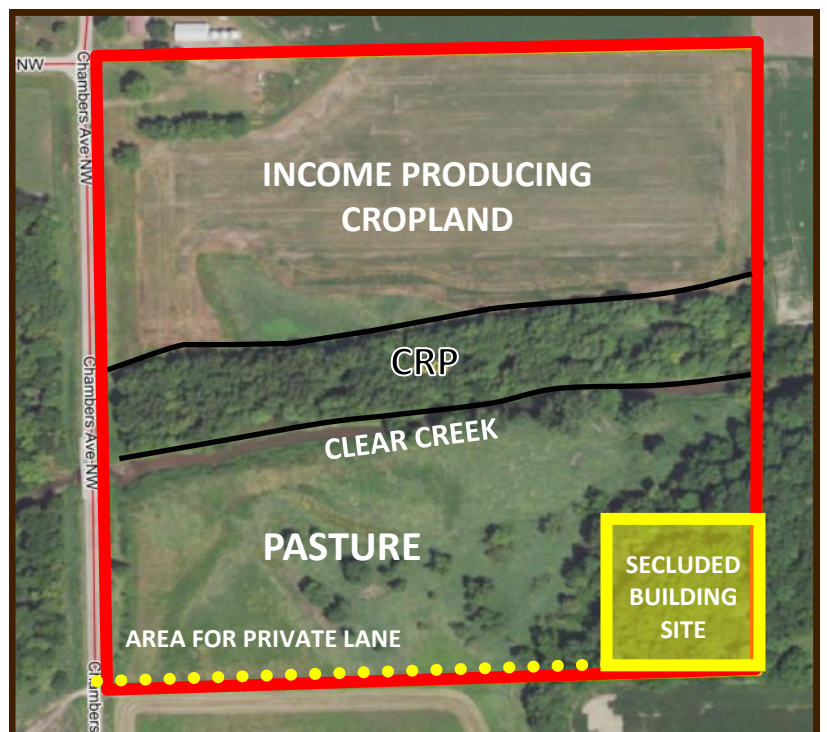 NW
Chambers Ave NW
INCOME PRODUCING
CROPLAND
CRP
Chambers Ave NW
CLEAR CREEK
PASTURE
SECLUDED
BUILDING
SITE
AREA FOR PRIVATE LANE
Chambers